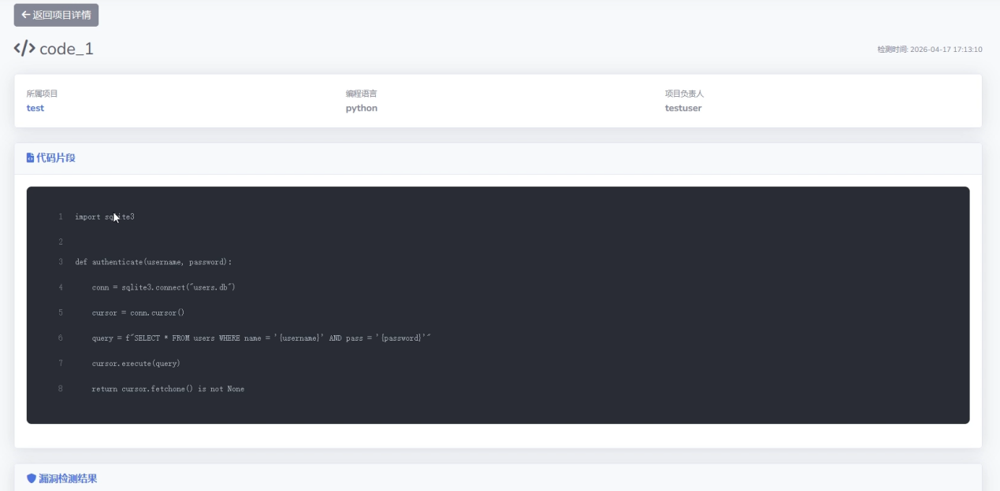 返回项目详情
code_1
检测时间: 2026-04-17 17:13:10
所属项目 编程语言 项目负责人
test python testuser
代码片段
1 import sqlite3
2
3 def authenticate(username, password):
4     conn = sqlite3.connect("users.db")
5     cursor = conn.cursor()
6     query = f"SELECT * FROM users WHERE name = '{username}' AND pass = '{password}'"
7     cursor.execute(query)
8     return cursor.fetchone() is not None
漏洞检测结果